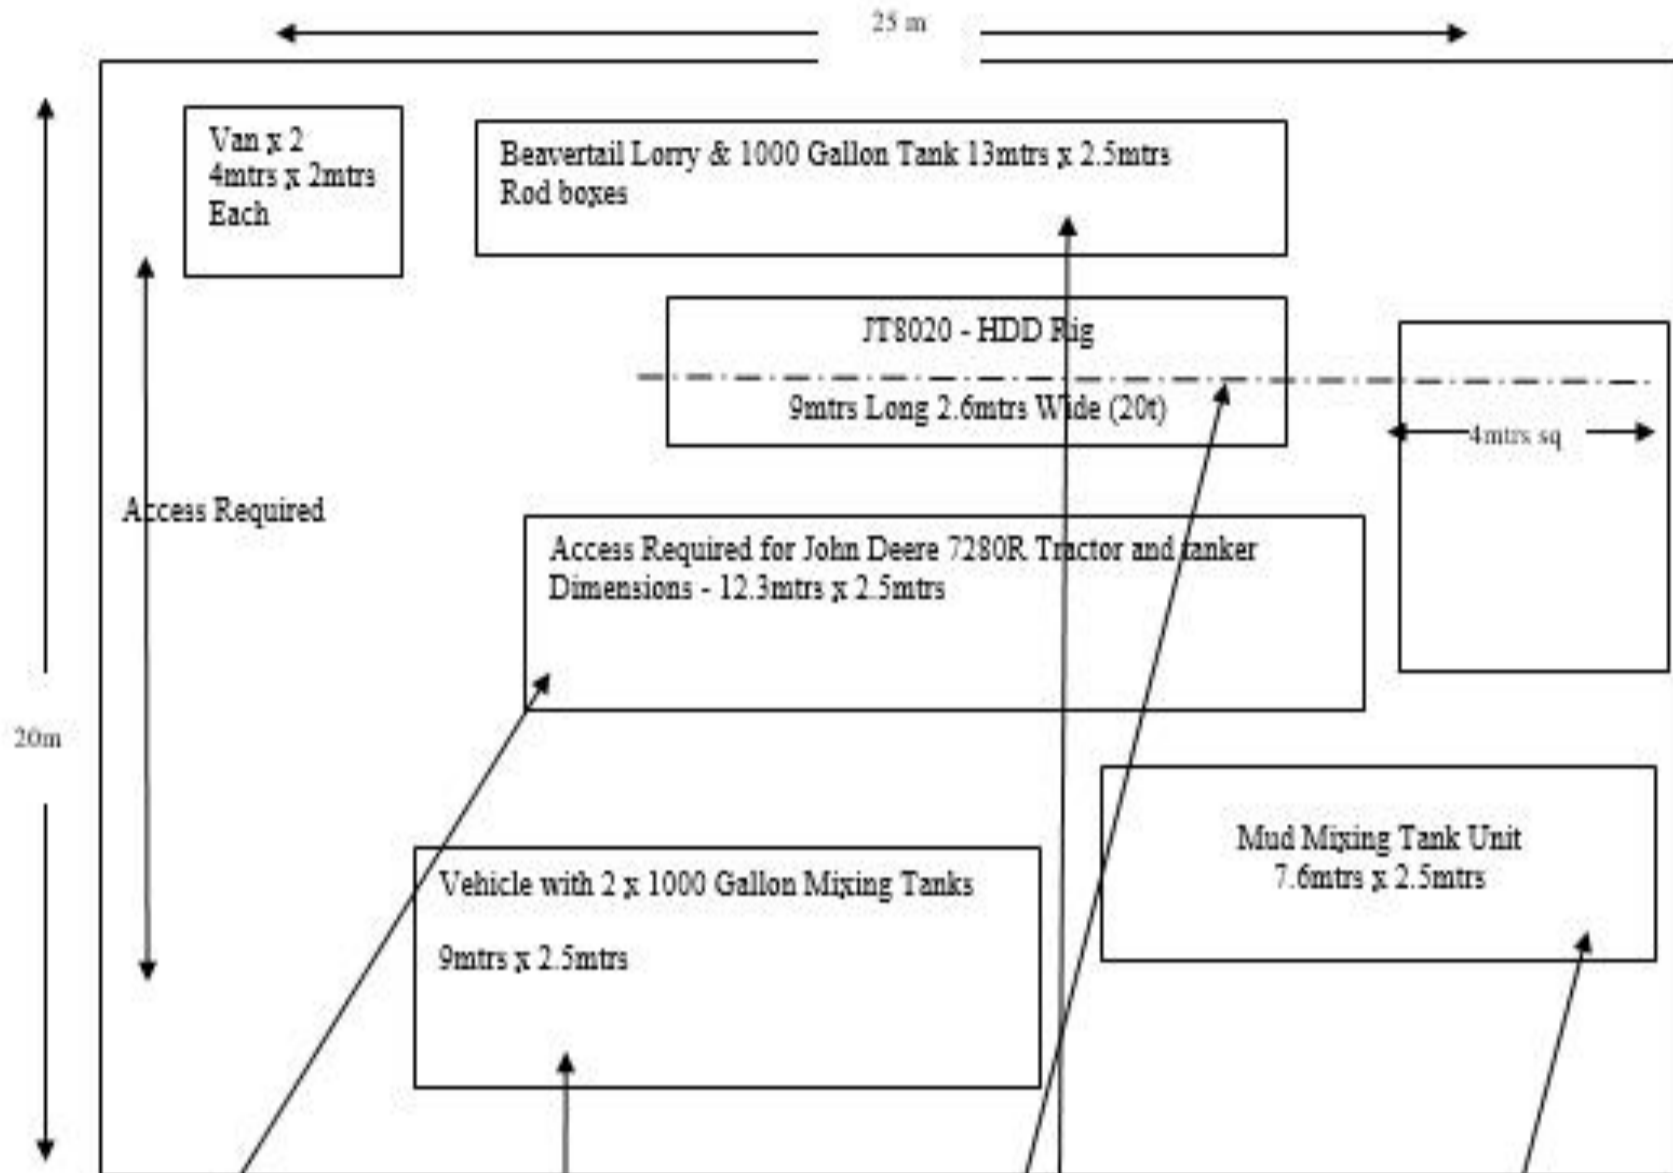 25 m
Van x 2
4mtrs x 2mtrs
Each
Beavertail Lorry & 1000 Gallon Tank 13mtrs x 2.5mtrs
Rod boxes
JT8020 - HDD Rig
9mtrs Long 2.6mtrs Wide (20t)
4mtrs sq
Access Required
Access Required for John Deere 7280R Tractor and tanker
Dimensions - 12.3mtrs x 2.5mtrs
20m
Mud Mixing Tank Unit
7.6mtrs x 2.5mtrs
Vehicle with 2 x 1000 Gallon Mixing Tanks
9mtrs x 2.5mtrs